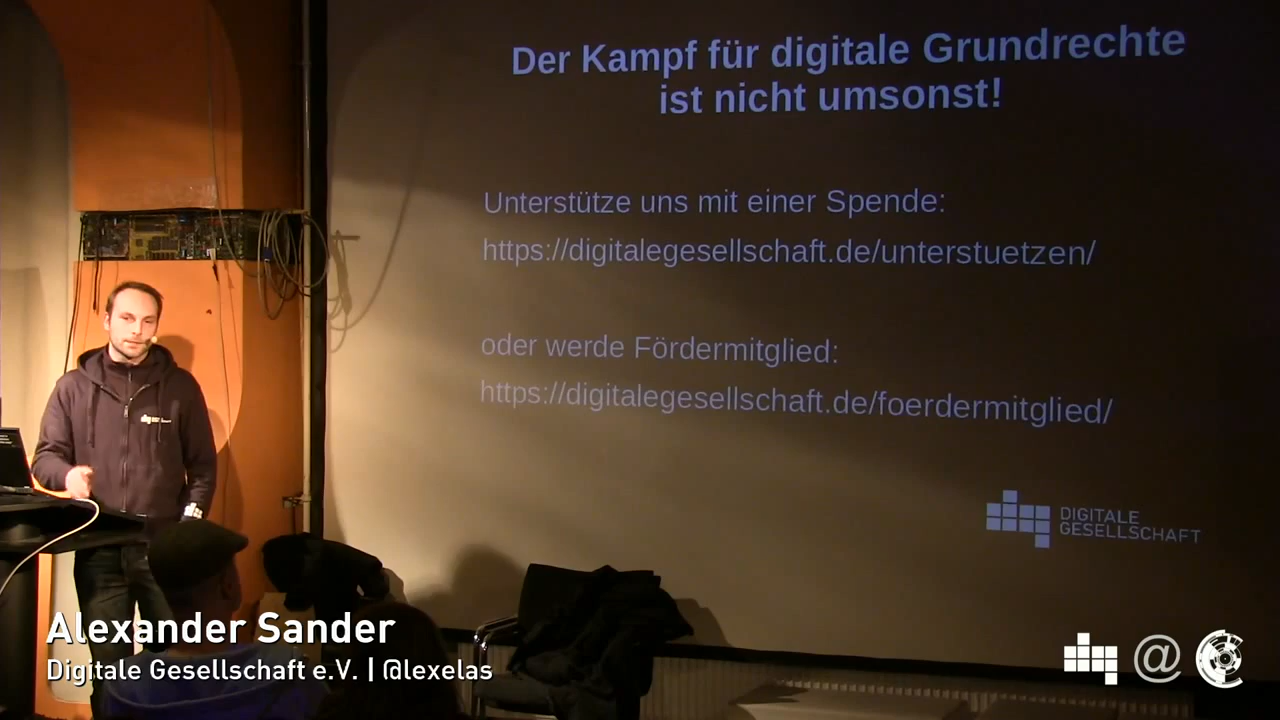 Der Kampf für digitale Grundrechte
ist nicht umsonst!
Unterstütze uns mit einer Spende:
https://digitalegesellschaft.de/unterstuetzen/
oder werde Fördermitglied:
https://digitalegesellschaft.de/foerdermitglied/
DIGITALE
GESELLSCHAFT
Alexander Sander
Digitale Gesellschaft e.V. | @lexelas
@